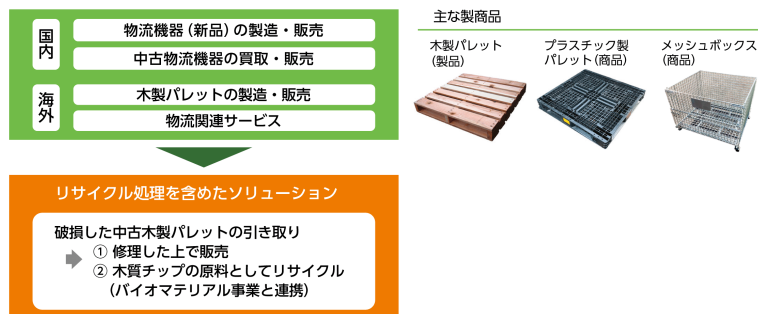 国内
物流機器（新品）の製造・販売
中古物流機器の買取・販売
海外
木製パレットの製造・販売
物流関連サービス
リサイクル処理を含めたソリューション
破損した中古木製パレットの引き取り
① 修理した上で販売
② 木質チップの原料としてリサイクル
（バイオマテリアル事業と連携）
主な製商品
木製パレット
（製品）
プラスチック製
パレット（商品）
メッシュボックス
（商品）